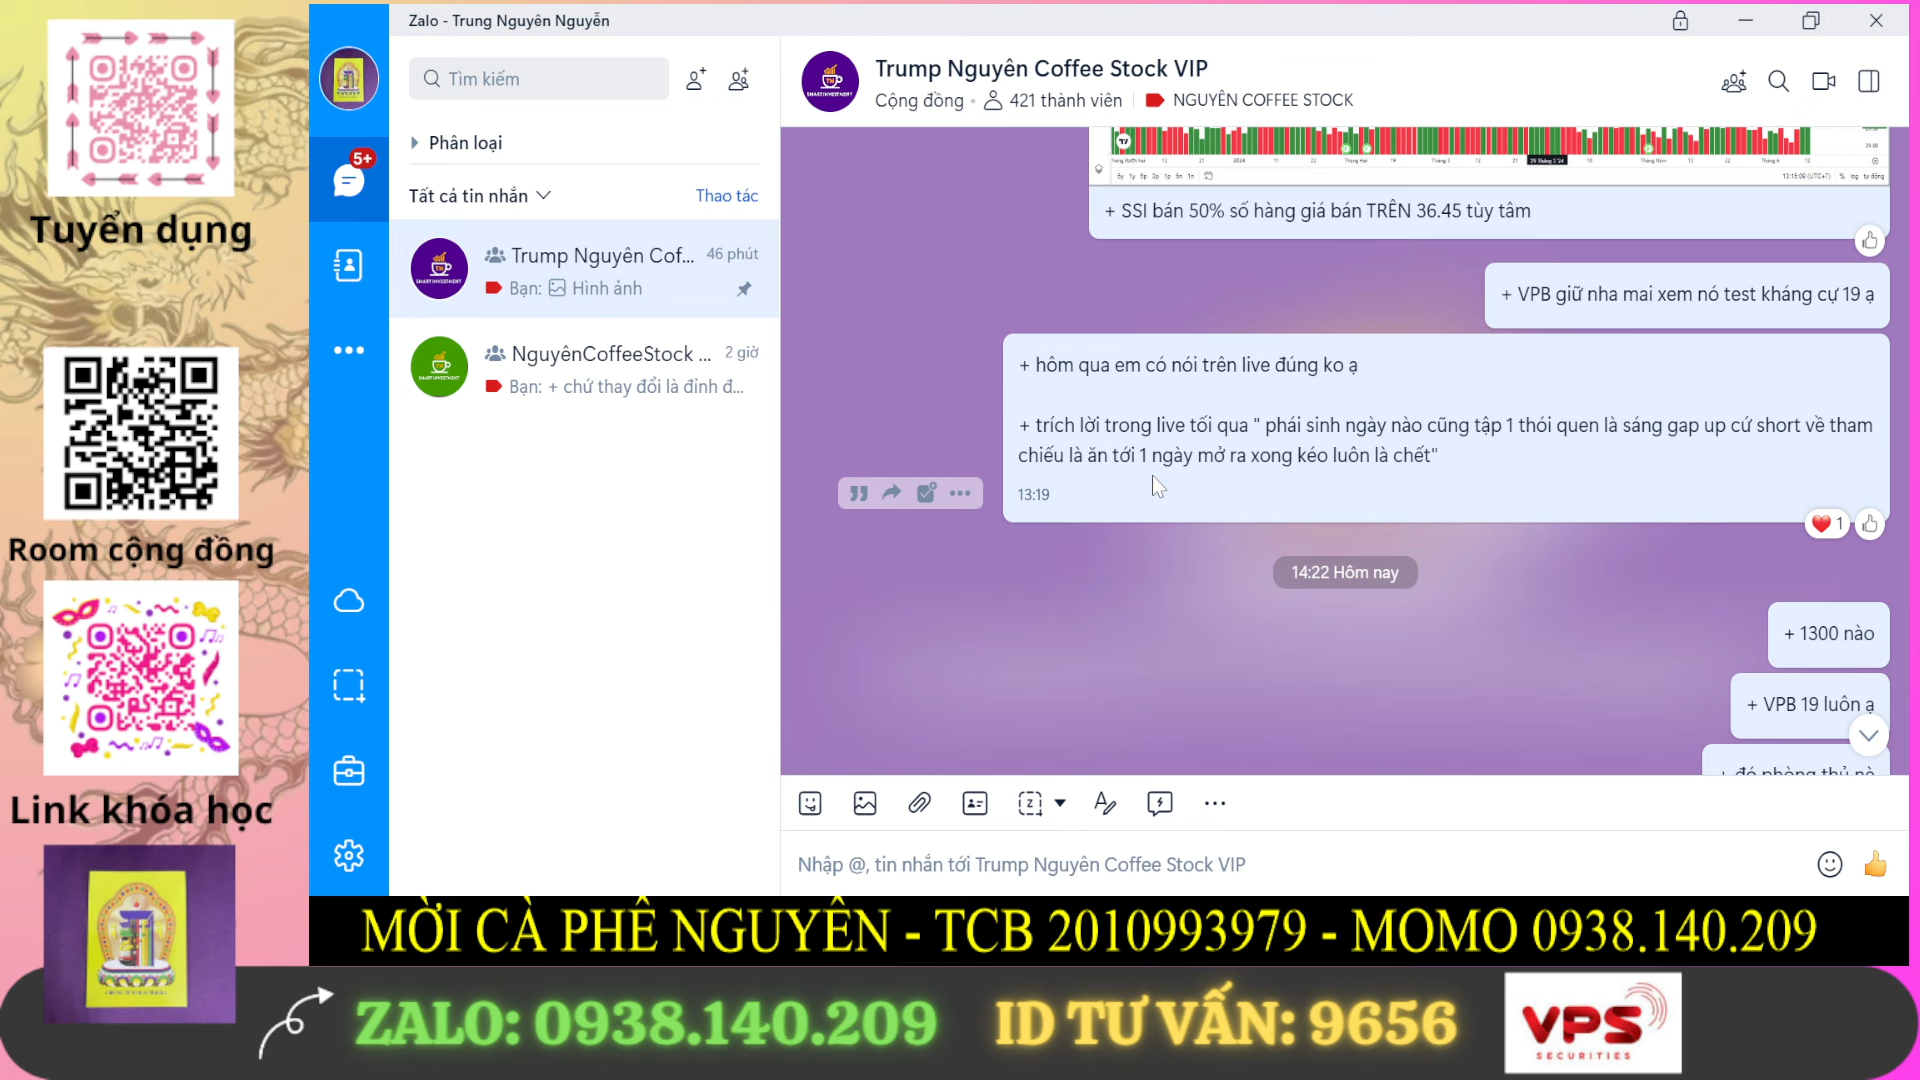 Tuyển dụng
Room cộng đồng
Link khóa học
Zalo - Trung Nguyên Nguyễn
5+
Tìm kiếm
Phân loại
Tất cả tin nhắn
Thao tác
Trump Nguyên Cof...
46 phút
Bạn: Hình ảnh
NguyênCoffeeStock ...
2 giờ
Bạn: + chứ thay đổi là đỉnh đ...
Trump Nguyên Coffee Stock VIP
Cộng đồng
421 thành viên
NGUYÊN COFFEE STOCK
+ SSI bán 50% số hàng giá bán TRÊN 36.45 tùy tâm
+ VPB giữ nha mai xem nó test kháng cự 19 ạ
+ hôm qua em có nói trên live đúng ko ạ
+ trích lời trong live tối qua " phái sinh ngày nào cũng tập 1 thói quen là sáng gap up cứ short về tham
chiếu là ăn tới 1 ngày mở ra xong kéo luôn là chết"
13:19
1
14:22 Hôm nay
+ 1300 nào
+ VPB 19 luôn ạ
Nhập @, tin nhắn tới Trump Nguyên Coffee Stock VIP
MỜI CÀ PHÊ NGUYÊN - TCB 2010993979 - MOMO 0938.140.209
ZALO: 0938.140.209
ID TƯ VẤN: 9656
VPS
SECURITIES